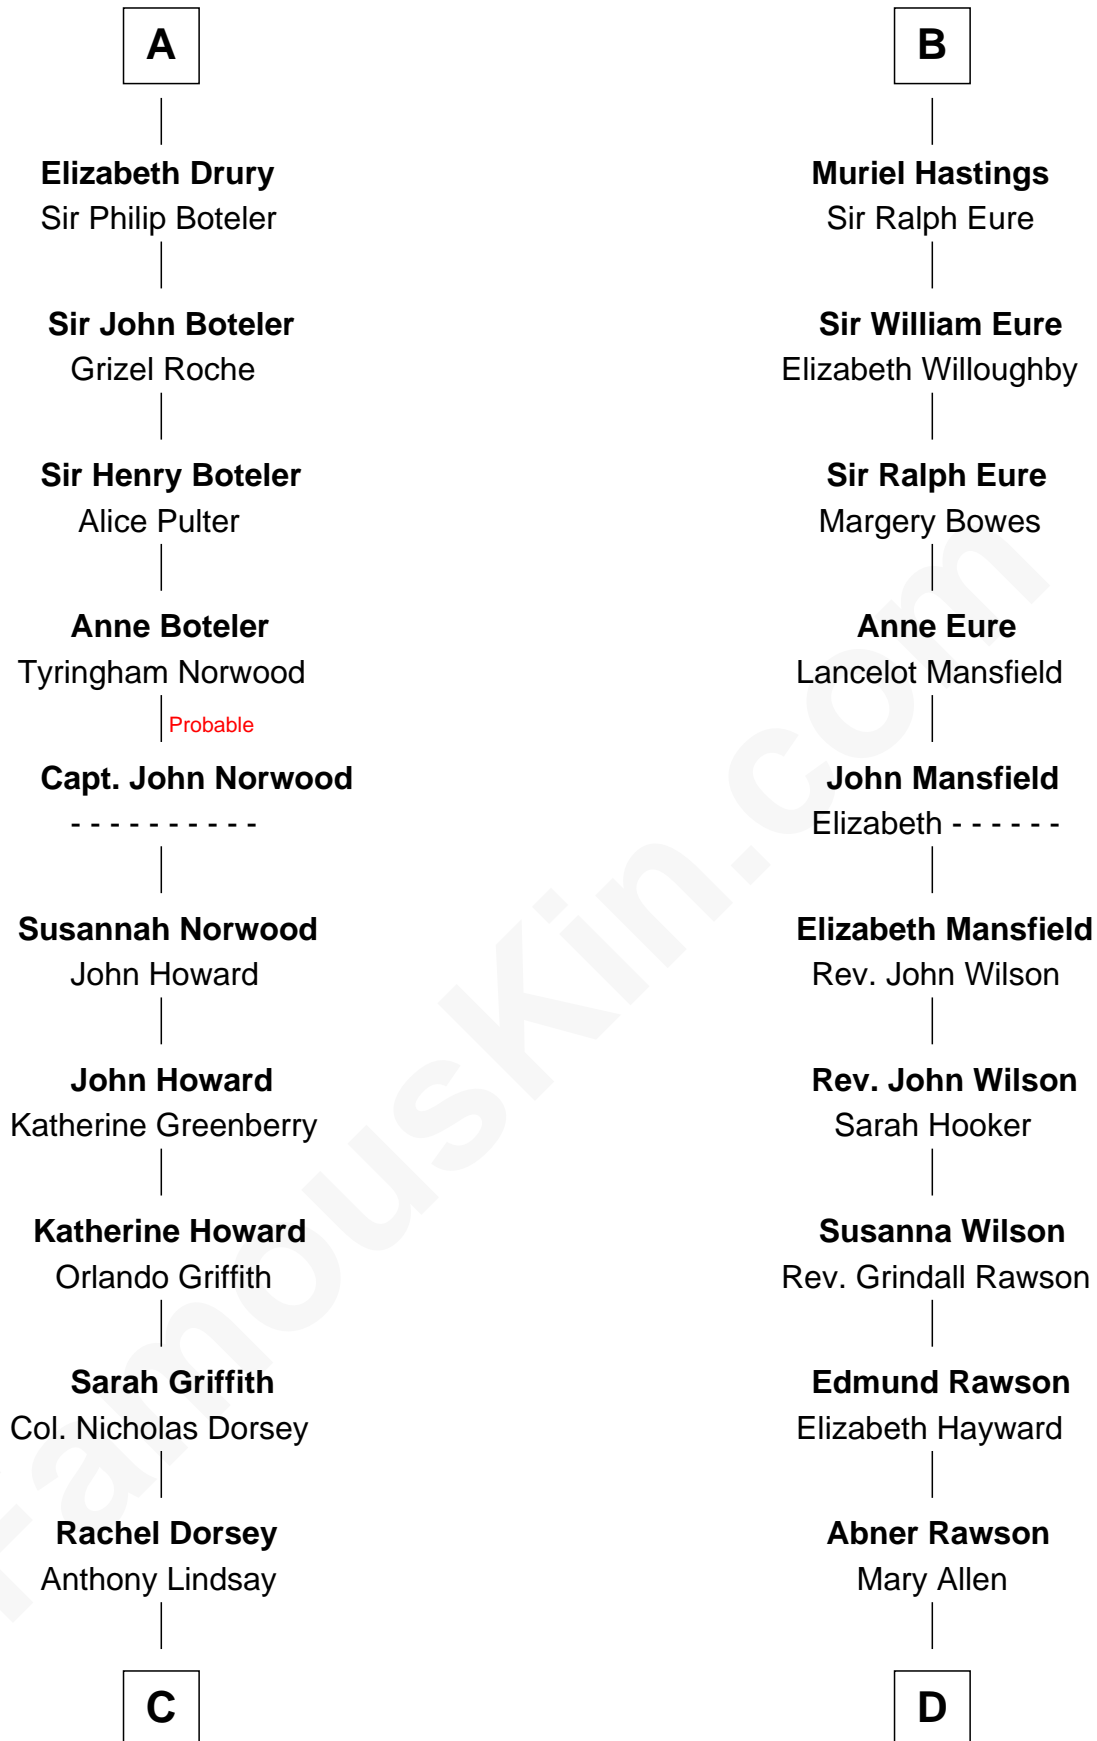 A
Elizabeth Drury
Sir Philip Boteler
Sir John Boteler
Grizel Roche
Sir Henry Boteler
Alice Pulter
Anne Boteler
Tyringham Norwood
Probable
Capt. John Norwood
- - - - - - - - - -
Susannah Norwood
John Howard
John Howard
Katherine Greenberry
Katherine Howard
Orlando Griffith
Sarah Griffith
Col. Nicholas Dorsey
Rachel Dorsey
Anthony Lindsay
C
B
Muriel Hastings
Sir Ralph Eure
Sir William Eure
Elizabeth Willoughby
Sir Ralph Eure
Margery Bowes
Anne Eure
Lancelot Mansfield
John Mansfield
Elizabeth - - - - - -
Elizabeth Mansfield
Rev. John Wilson
Rev. John Wilson
Sarah Hooker
Susanna Wilson
Rev. Grindall Rawson
Edmund Rawson
Elizabeth Hayward
Abner Rawson
Mary Allen
D
FamousKin.com